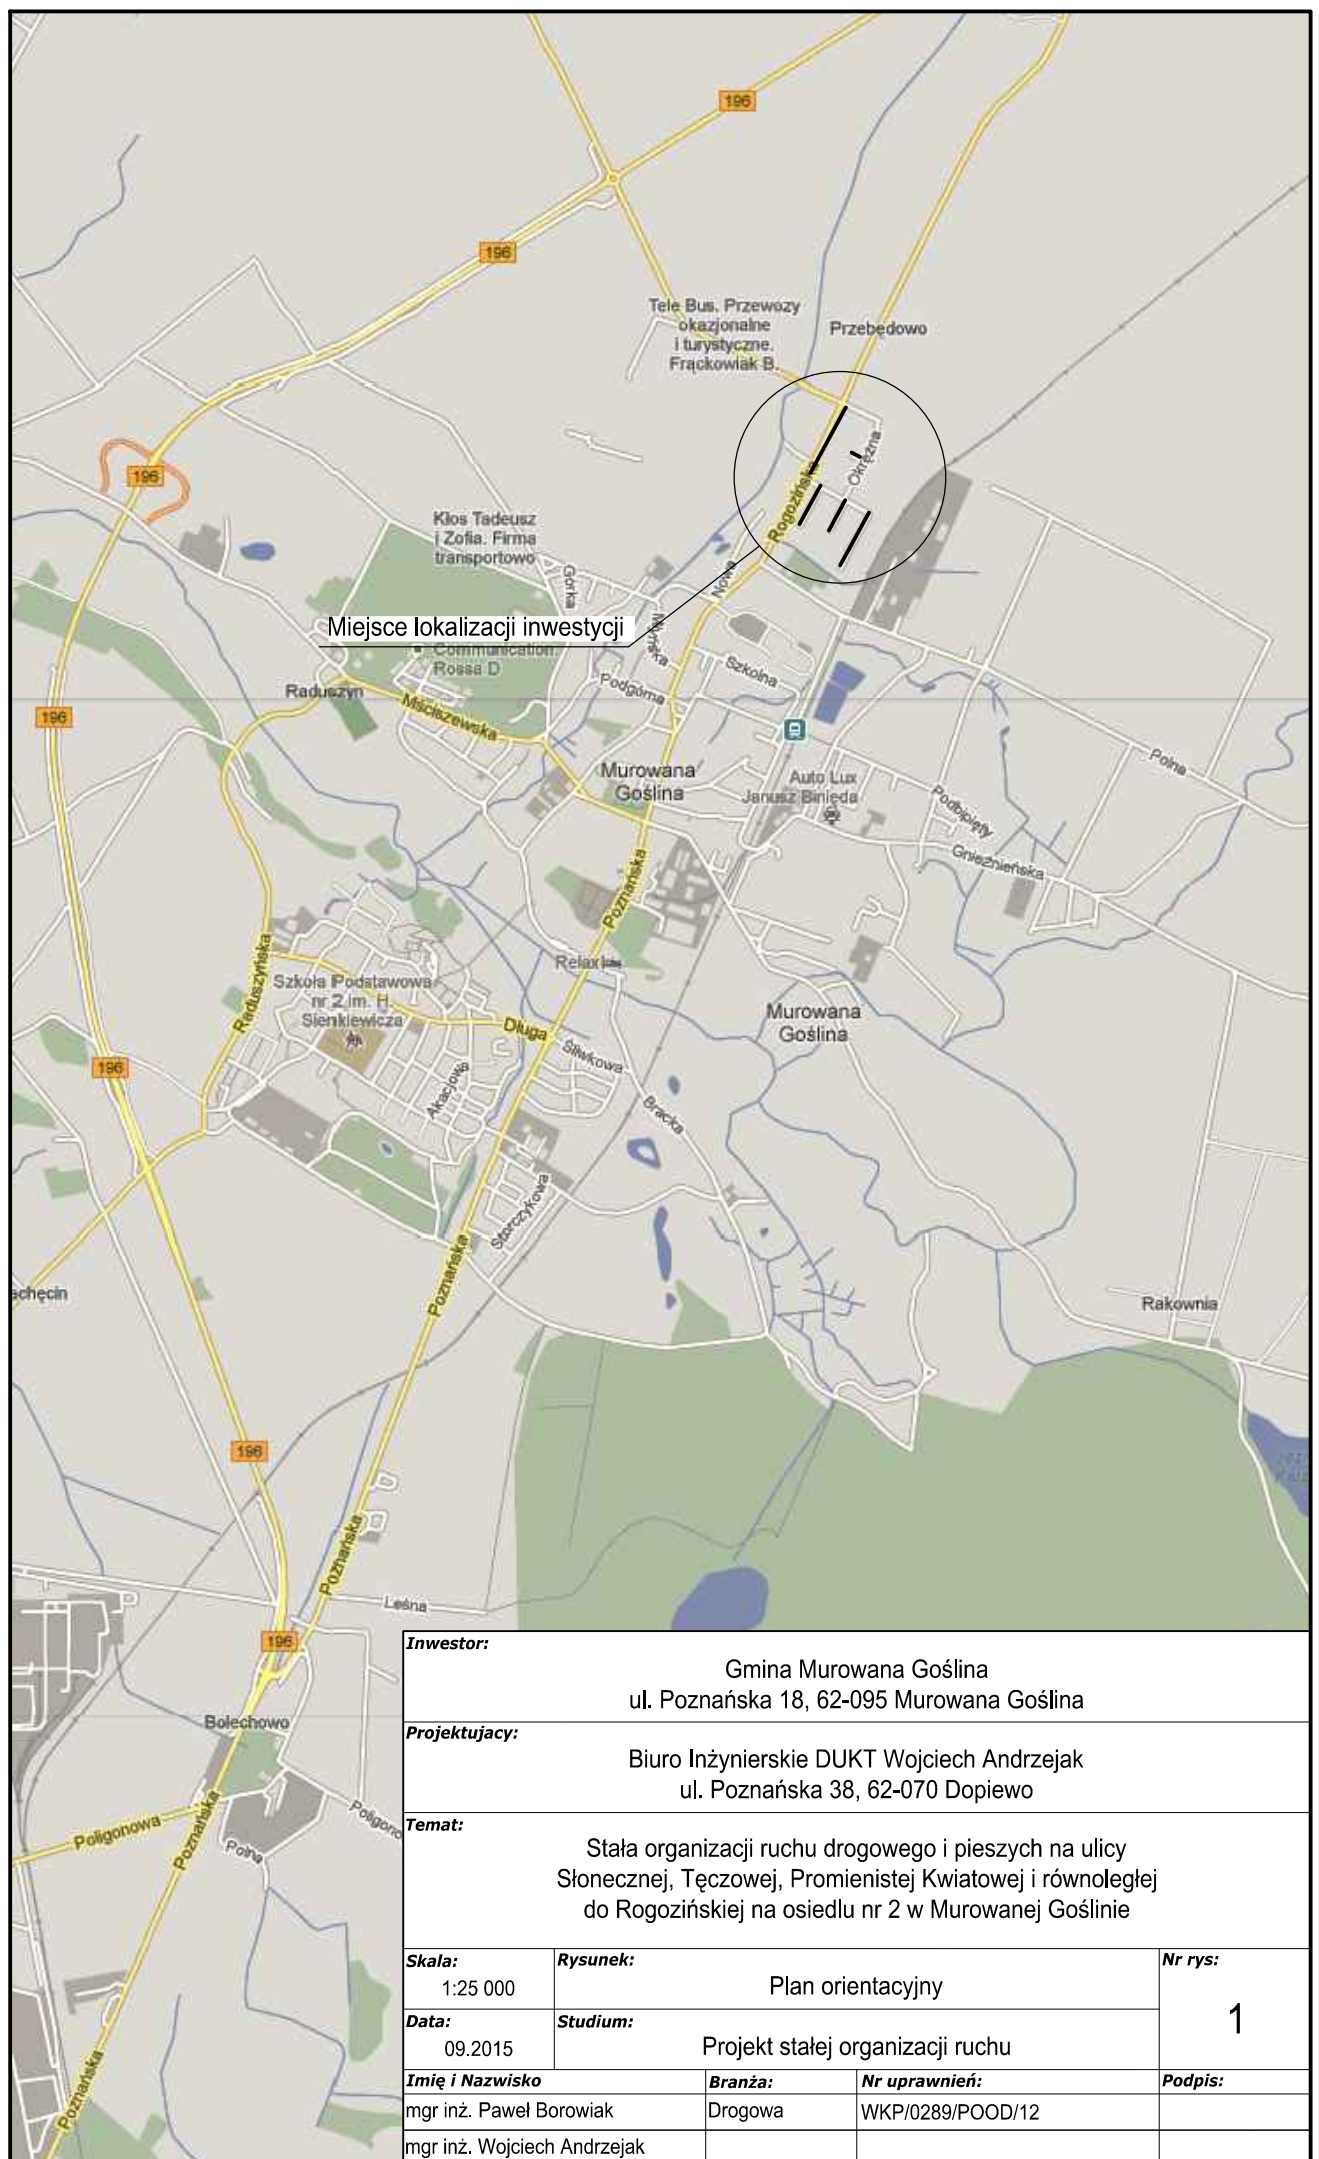 196
196
Tele Bus. Przewozy
okazjonalne
i turystyczne.
Frąckowiak B.
Przebędowo
Okrężna
196
Rogozińska
Kłos Tadeusz
i Zofia. Firma
transportowo
Górka
Nowa
Miejsce lokalizacji inwestycji
Młyńska
Communication.
Rossa D
Szkolna
Raduszyn
Podgórna
Mściszewska
196
Polna
Murowana
Goślina
Auto Lux
Janusz Binięda
Podbipięty
Gnieźnieńska
Poznańska
Relax
Raduszyńska
Szkoła Podstawowa
nr 2 im. H.
Sienkiewicza
Murowana
Goślina
Długa
Śliwkowa
196
Akacjowa
Bracka
Storczykowa
Poznańska
chęcin
Rakownia
196
Poznańska
Leśna
196
Bolechowo
Poligonowa
Poznańska
Poligono
Polna
Poznańska
Inwestor:
Gmina Murowana Goślina
ul. Poznańska 18, 62-095 Murowana Goślina
Projektujacy:
Biuro Inżynierskie DUKT Wojciech Andrzejak
ul. Poznańska 38, 62-070 Dopiewo
Temat:
Stała organizacji ruchu drogowego i pieszych na ulicy
Słonecznej, Tęczowej, Promienistej Kwiatowej i równoległej
do Rogozińskiej na osiedlu nr 2 w Murowanej Goślinie
Skala:
1:25 000
Rysunek:
Plan orientacyjny
Nr rys:
1
Data:
09.2015
Studium:
Projekt stałej organizacji ruchu
Imię i Nazwisko Branża: Nr uprawnień: Podpis:
mgr inż. Paweł Borowiak Drogowa WKP/0289/POOD/12
mgr inż. Wojciech Andrzejak